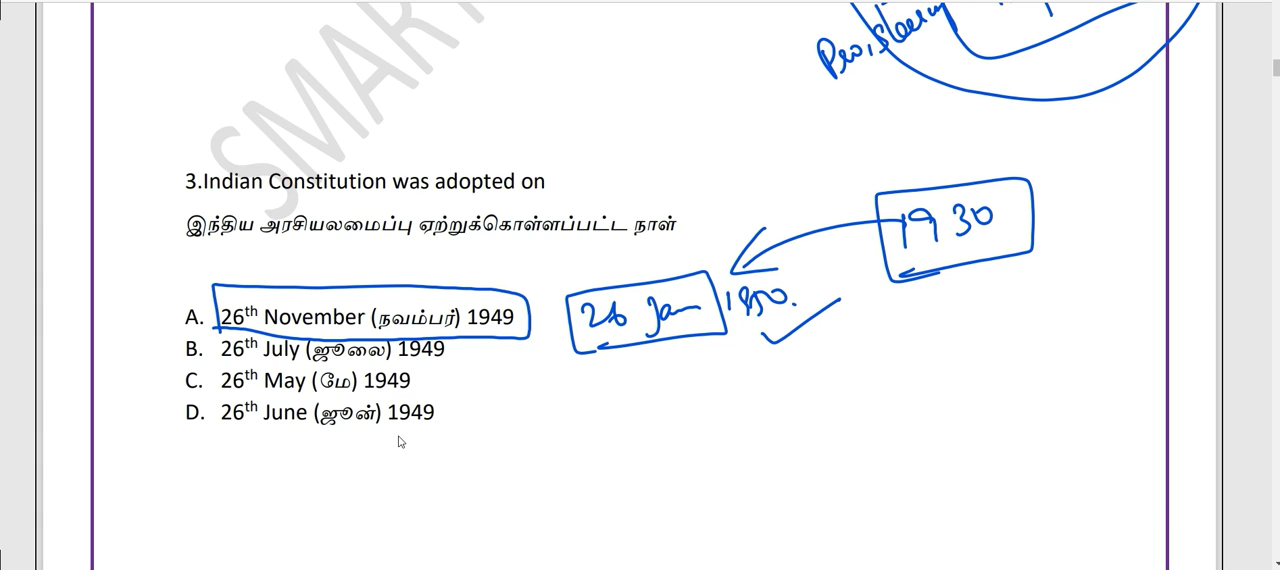 SMAR
3.Indian Constitution was adopted on
இந்திய அரசியலமைப்பு ஏற்றுக்கொள்ளப்பட்ட நாள்
1930
A. 26th November (நவம்பர்) 1949
26 Jan 1950.
B. 26th July (ஜூலை) 1949
C. 26th May (மே) 1949
D. 26th June (ஜூன்) 1949